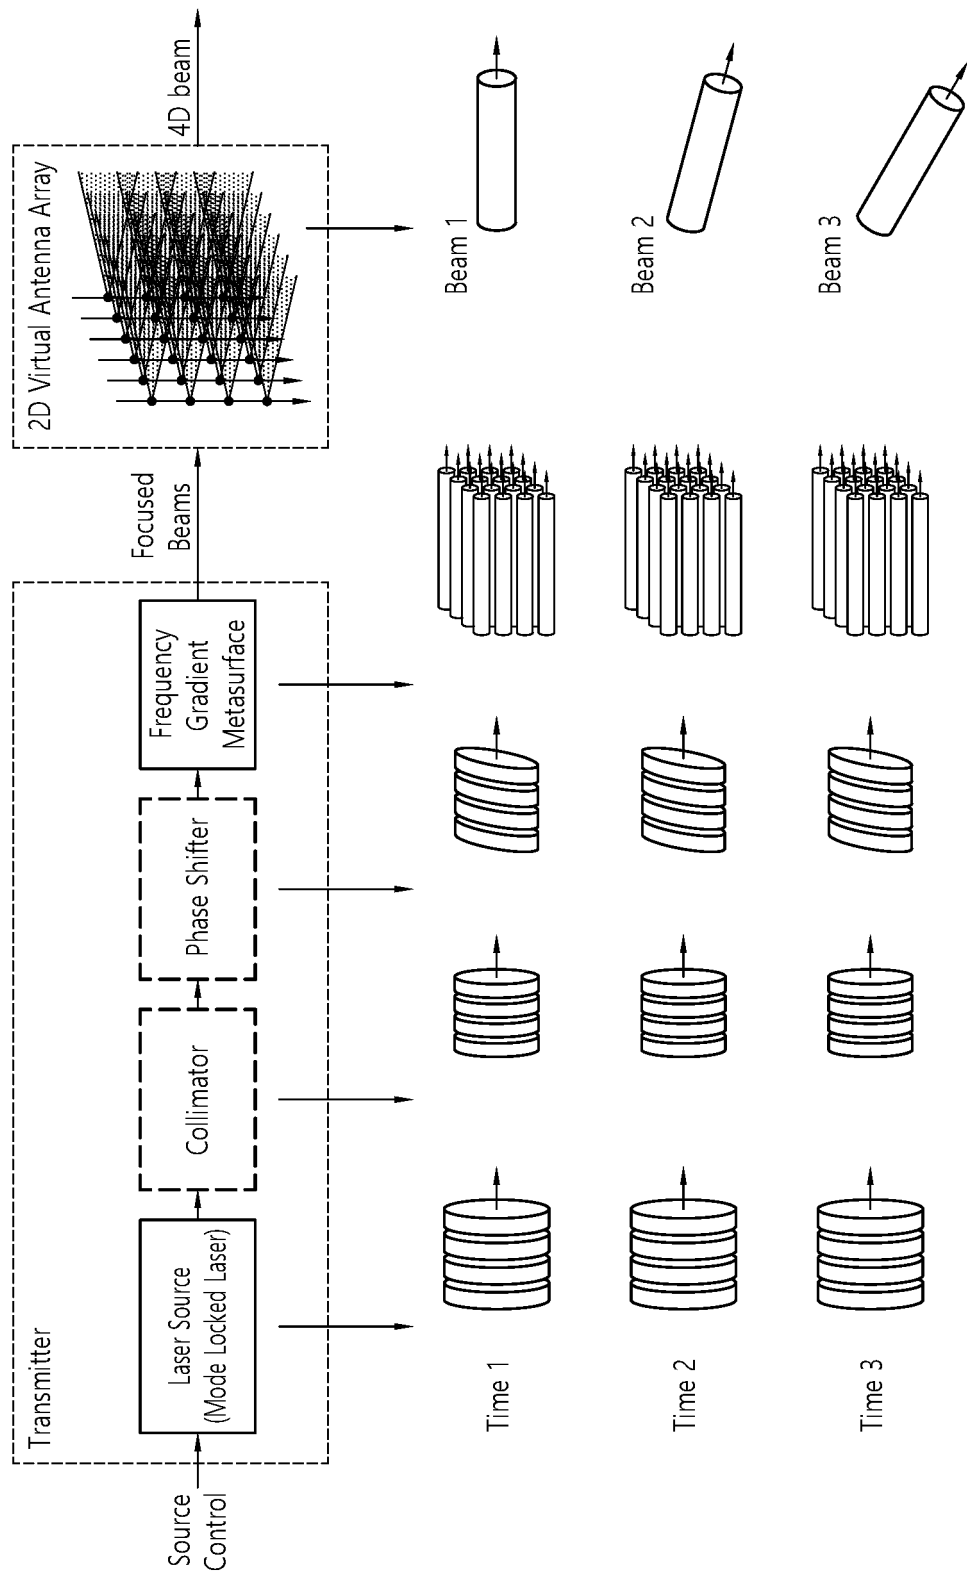 Transmitter
2D Virtual Antenna Array
Source
Control
Laser Source
(Mode Locked Laser)
Collimator
Phase Shifter
Frequency
Gradient
Metasurface
Focused
Beams
4D beam
Time 1
Beam 1
Time 2
Beam 2
Time 3
Beam 3